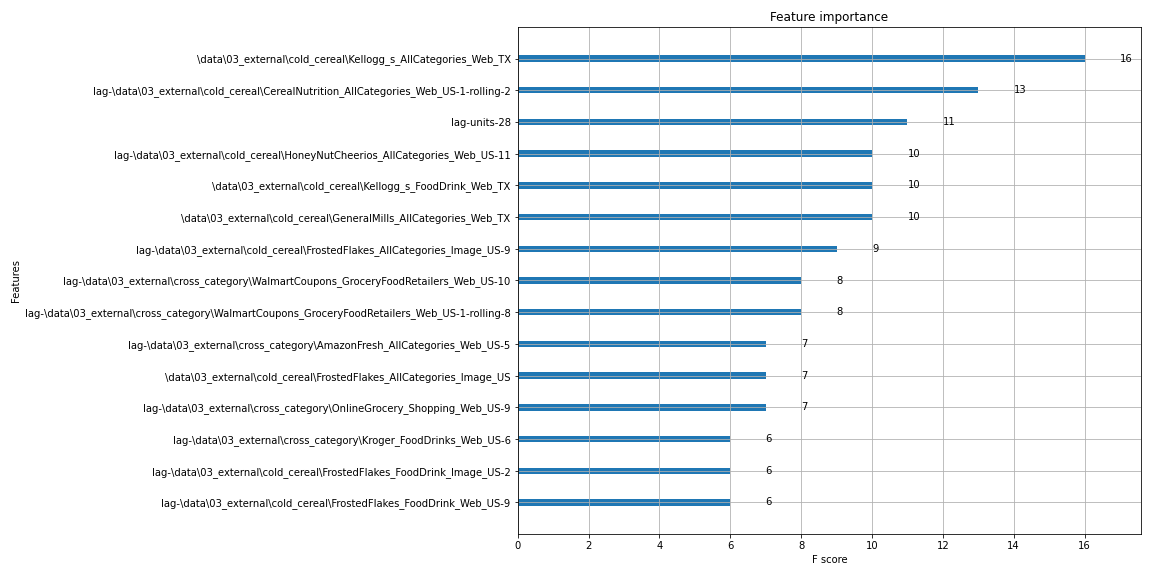 Feature importance
Features
\data\03_external\cold_cereal\Kellogg_s_AllCategories_Web_TX 16
lag-\data\03_external\cold_cereal\CerealNutrition_AllCategories_Web_US-1-rolling-2 13
lag-units-28 11
lag-\data\03_external\cold_cereal\HoneyNutCheerios_AllCategories_Web_US-11 10
\data\03_external\cold_cereal\Kellogg_s_FoodDrink_Web_TX 10
\data\03_external\cold_cereal\GeneralMills_AllCategories_Web_TX 10
lag-\data\03_external\cold_cereal\FrostedFlakes_AllCategories_Image_US-9 9
lag-\data\03_external\cross_category\WalmartCoupons_GroceryFoodRetailers_Web_US-10 8
lag-\data\03_external\cross_category\WalmartCoupons_GroceryFoodRetailers_Web_US-1-rolling-8 8
lag-\data\03_external\cross_category\AmazonFresh_AllCategories_Web_US-5 7
\data\03_external\cold_cereal\FrostedFlakes_AllCategories_Image_US 7
lag-\data\03_external\cross_category\OnlineGrocery_Shopping_Web_US-9 7
lag-\data\03_external\cross_category\Kroger_FoodDrinks_Web_US-6 6
lag-\data\03_external\cold_cereal\FrostedFlakes_FoodDrink_Image_US-2 6
lag-\data\03_external\cold_cereal\FrostedFlakes_FoodDrink_Web_US-9 6
0 2 4 6 8 10 12 14 16
F score